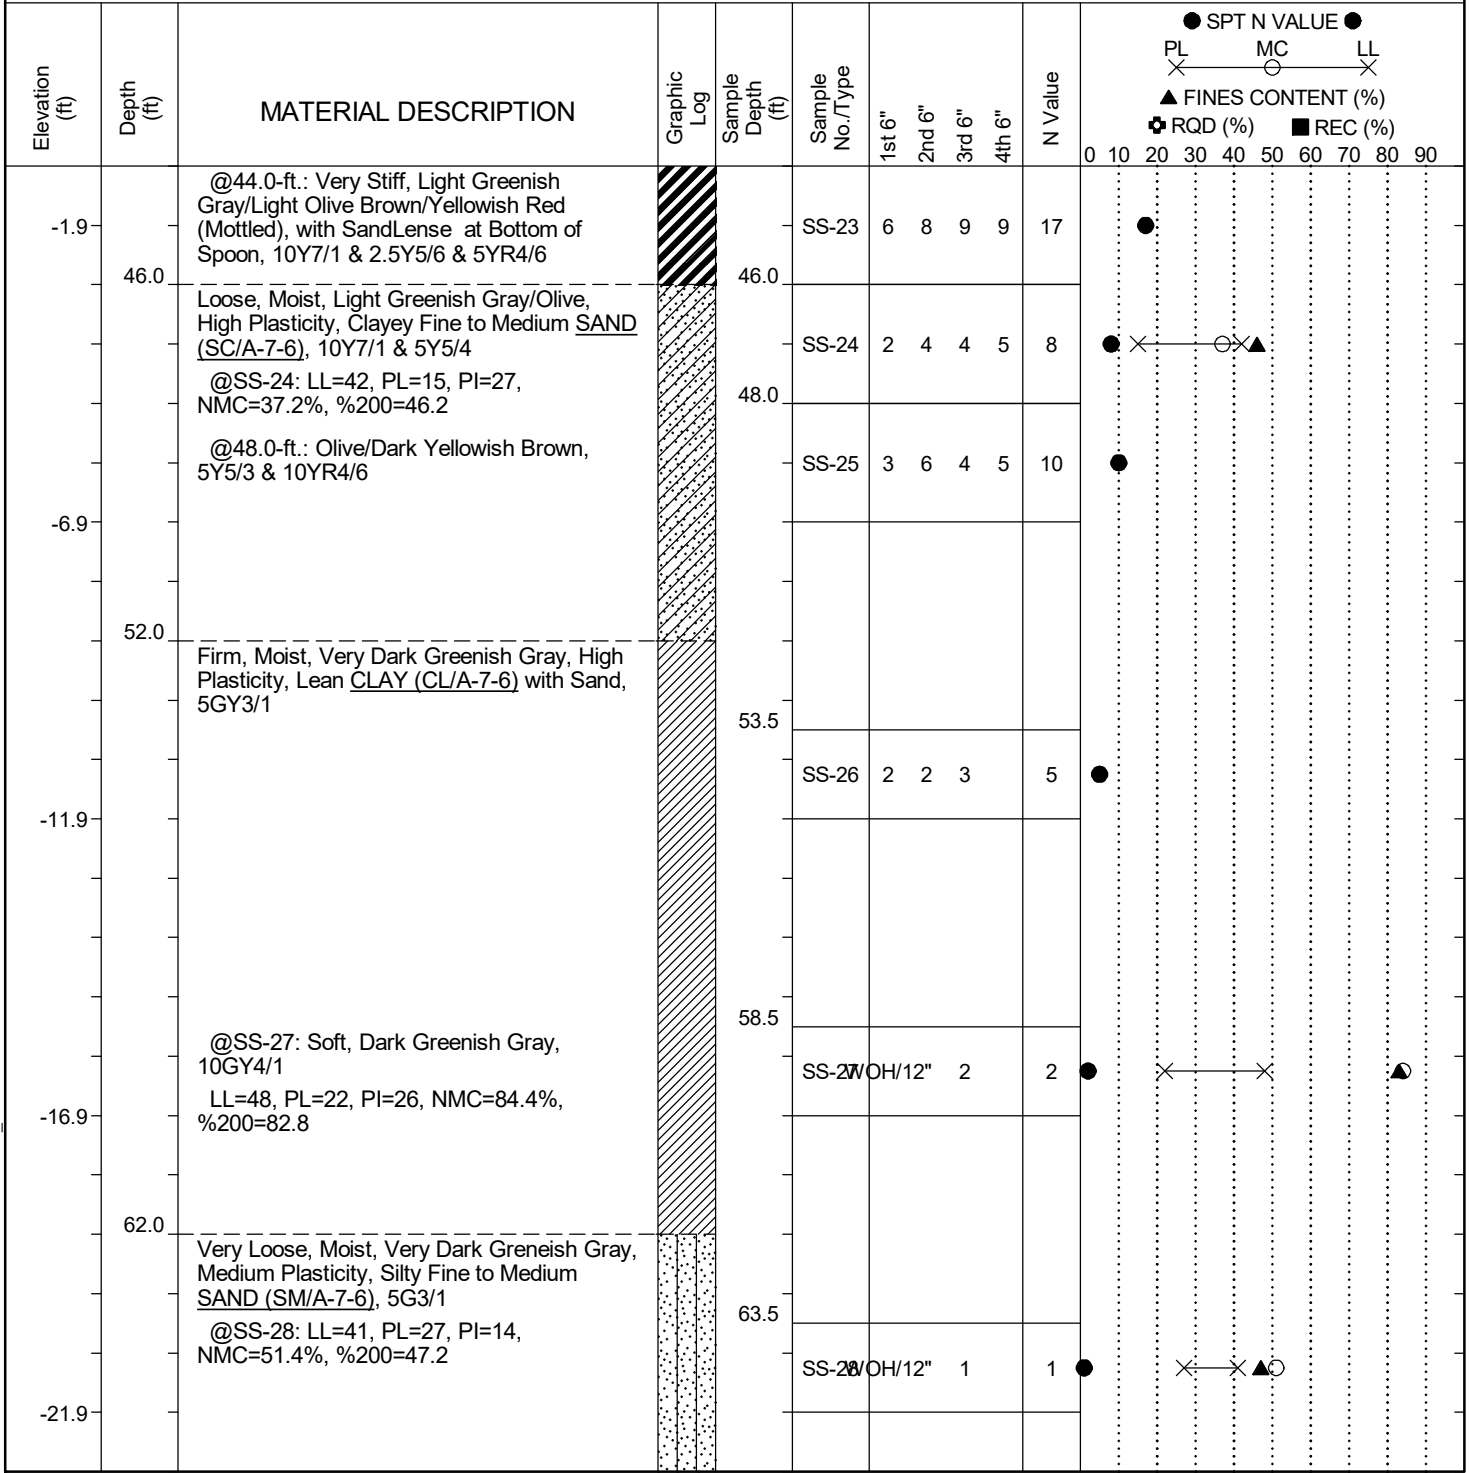 ● SPT N VALUE ●
PL MC LL
▲ FINES CONTENT (%)
RQD (%) ■ REC (%)
Elevation (ft)
Depth (ft)
MATERIAL DESCRIPTION
Graphic Log
Sample Depth (ft)
Sample No./Type
1st 6"
2nd 6"
3rd 6"
4th 6"
N Value
0 10 20 30 40 50 60 70 80 90
@44.0-ft.: Very Stiff, Light Greenish
Gray/Light Olive Brown/Yellowish Red
-1.9 (Mottled), with SandLense at Bottom of SS-23 6 8 9 9 17
Spoon, 10Y7/1 & 2.5Y5/6 & 5YR4/6
46.0 46.0
Loose, Moist, Light Greenish Gray/Olive,
High Plasticity, Clayey Fine to Medium SAND
(SC/A-7-6), 10Y7/1 & 5Y5/4 SS-24 2 4 4 5 8
@SS-24: LL=42, PL=15, PI=27,
NMC=37.2%, %200=46.2
48.0
@48.0-ft.: Olive/Dark Yellowish Brown,
5Y5/3 & 10YR4/6 SS-25 3 6 4 5 10
-6.9
52.0
Firm, Moist, Very Dark Greenish Gray, High
Plasticity, Lean CLAY (CL/A-7-6) with Sand,
5GY3/1
53.5
SS-26 2 2 3 5
-11.9
58.5
@SS-27: Soft, Dark Greenish Gray,
10GY4/1 SS-27 WOH/12" 2 2
LL=48, PL=22, PI=26, NMC=84.4%,
-16.9
%200=82.8
62.0
Very Loose, Moist, Very Dark Greneish Gray,
Medium Plasticity, Silty Fine to Medium
SAND (SM/A-7-6), 5G3/1
63.5
@SS-28: LL=41, PL=27, PI=14,
NMC=51.4%, %200=47.2
SS-28 WOH/12" 1 1
-21.9